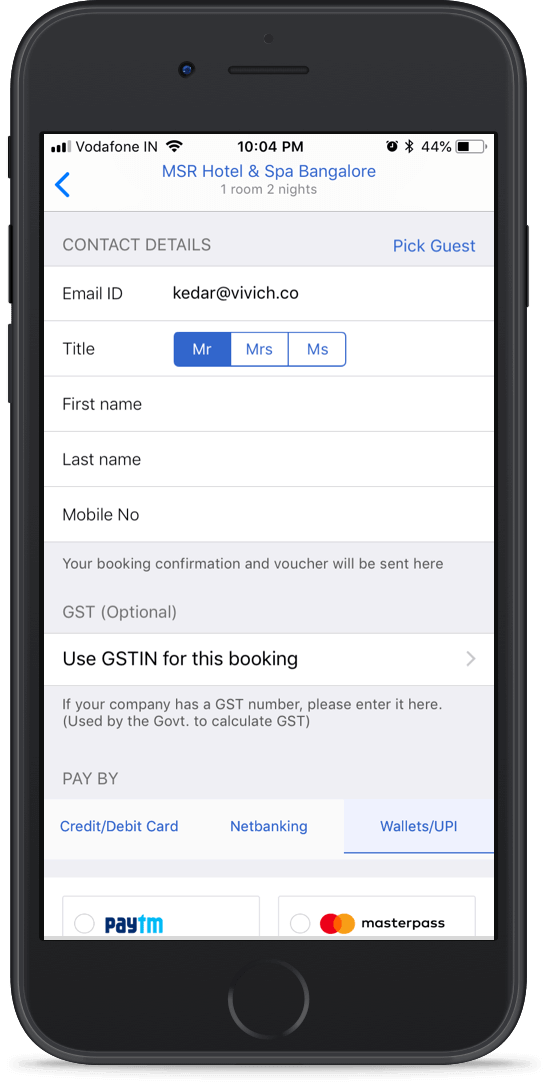 Vodafone IN 10:04 PM 44%
MSR Hotel & Spa Bangalore
1 room 2 nights
CONTACT DETAILS Pick Guest
Email ID kedar@vivich.co
Title Mr Mrs Ms
First name
Last name
Mobile No
Your booking confirmation and voucher will be sent here
GST (Optional)
Use GSTIN for this booking
If your company has a GST number, please enter it here.
(Used by the Govt. to calculate GST)
PAY BY
Credit/Debit Card Netbanking Wallets/UPI
paytm masterpass